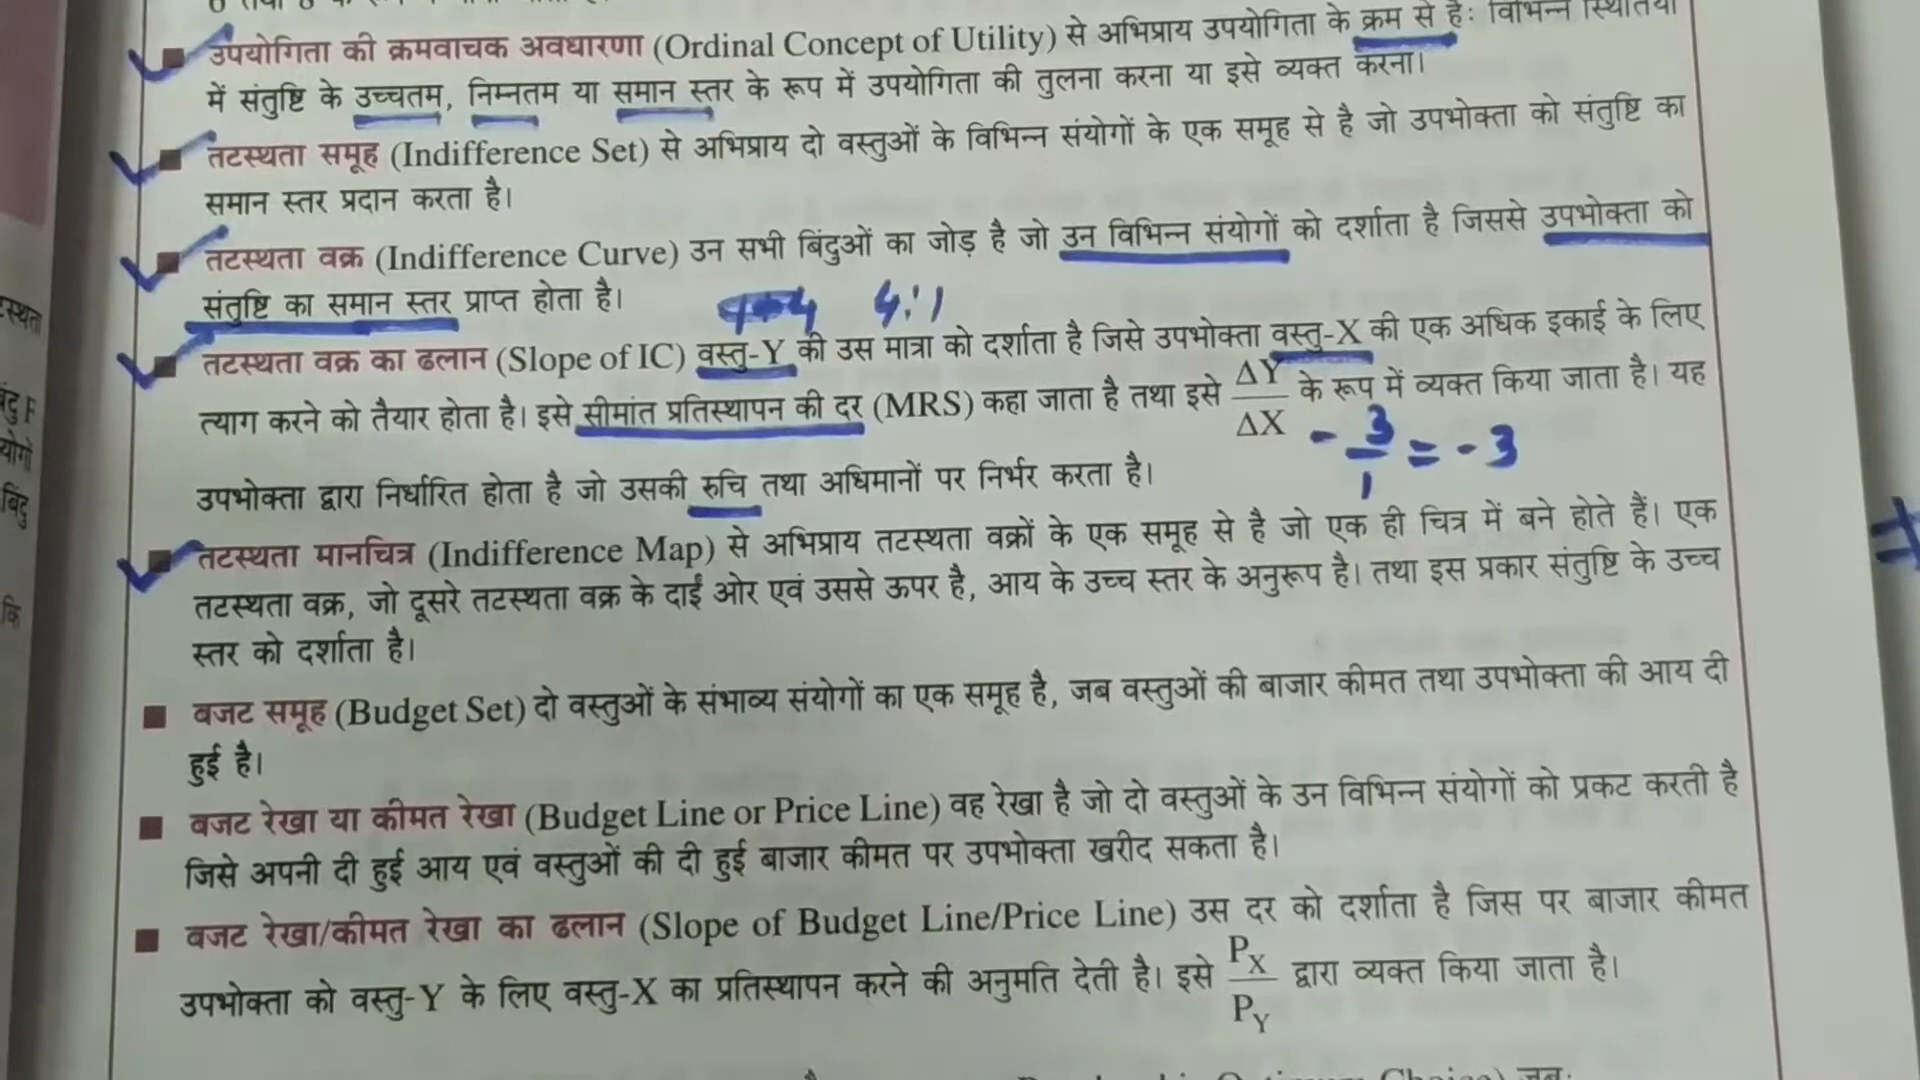 उपयोगिता की क्रमवाचक अवधारणा (Ordinal Concept of Utility) से अभिप्राय उपयोगिता के क्रम से है: विभिन्न स्थितियों
में संतुष्टि के उच्चतम, निम्नतम या समान स्तर के रूप में उपयोगिता की तुलना करना या इसे व्यक्त करना।
तटस्थता समूह (Indifference Set) से अभिप्राय दो वस्तुओं के विभिन्न संयोगों के एक समूह से है जो उपभोक्ता को संतुष्टि का
समान स्तर प्रदान करता है।
तटस्थता वक्र (Indifference Curve) उन सभी बिंदुओं का जोड़ है जो उन विभिन्न संयोगों को दर्शाता है जिससे उपभोक्ता को
संतुष्टि का समान स्तर प्राप्त होता है।
4:1
तटस्थता वक्र का ढलान (Slope of IC) वस्तु-Y की उस मात्रा को दर्शाता है जिसे उपभोक्ता वस्तु-X की एक अधिक इकाई के लिए
त्याग करने को तैयार होता है। इसे सीमांत प्रतिस्थापन की दर (MRS) कहा जाता है तथा इसे ΔY/ΔX के रूप में व्यक्त किया जाता है। यह
- 3/1 = - 3
उपभोक्ता द्वारा निर्धारित होता है जो उसकी रुचि तथा अधिमानों पर निर्भर करता है।
तटस्थता मानचित्र (Indifference Map) से अभिप्राय तटस्थता वक्रों के एक समूह से है जो एक ही चित्र में बने होते हैं। एक
तटस्थता वक्र, जो दूसरे तटस्थता वक्र के दाईं ओर एवं उससे ऊपर है, आय के उच्च स्तर के अनुरूप है। तथा इस प्रकार संतुष्टि के उच्च
स्तर को दर्शाता है।
बजट समूह (Budget Set) दो वस्तुओं के संभाव्य संयोगों का एक समूह है, जब वस्तुओं की बाजार कीमत तथा उपभोक्ता की आय दी
हुई है।
बजट रेखा या कीमत रेखा (Budget Line or Price Line) वह रेखा है जो दो वस्तुओं के उन विभिन्न संयोगों को प्रकट करती है
जिसे अपनी दी हुई आय एवं वस्तुओं की दी हुई बाजार कीमत पर उपभोक्ता खरीद सकता है।
बजट रेखा/कीमत रेखा का ढलान (Slope of Budget Line/Price Line) उस दर को दर्शाता है जिस पर बाजार कीमत
उपभोक्ता को वस्तु-Y के लिए वस्तु-X का प्रतिस्थापन करने की अनुमति देती है। इसे P_X/P_Y द्वारा व्यक्त किया जाता है।